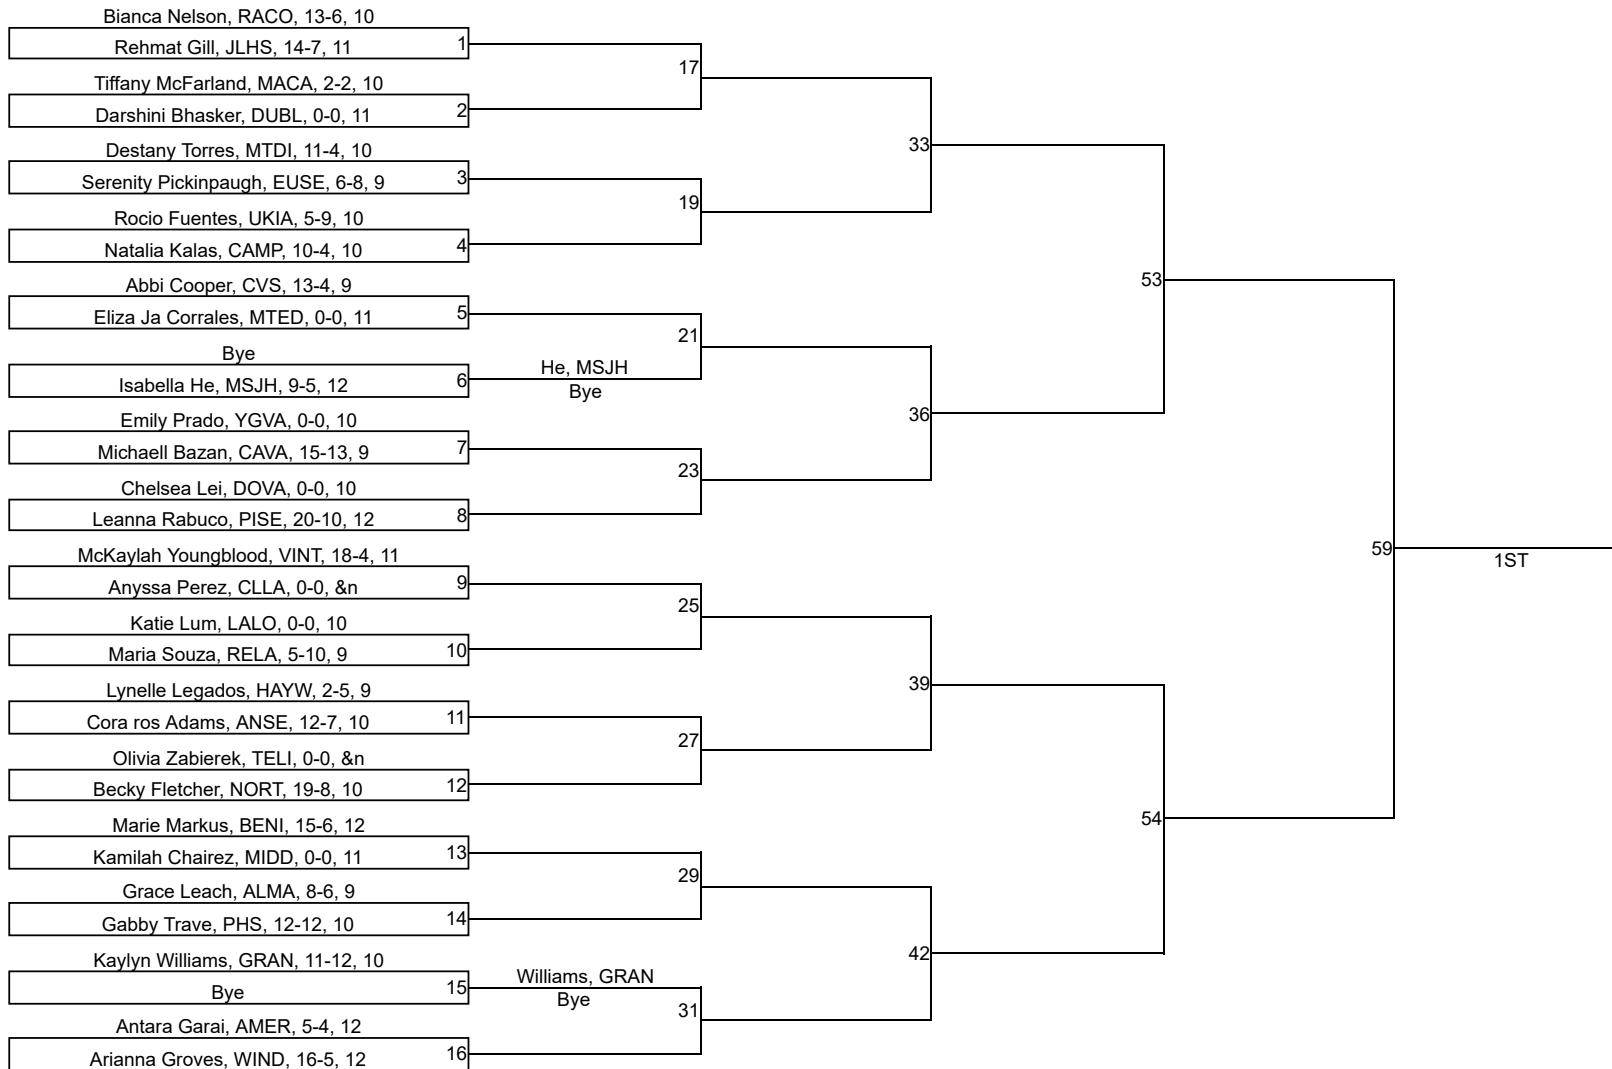 Bianca Nelson, RACO, 13-6, 10
Rehmat Gill, JLHS, 14-7, 11
1
17
Tiffany McFarland, MACA, 2-2, 10
Darshini Bhasker, DUBL, 0-0, 11
2
33
Destany Torres, MTDI, 11-4, 10
Serenity Pickinpaugh, EUSE, 6-8, 9
3
19
Rocio Fuentes, UKIA, 5-9, 10
Natalia Kalas, CAMP, 10-4, 10
4
53
Abbi Cooper, CVS, 13-4, 9
Eliza Ja Corrales, MTED, 0-0, 11
5
21
Bye
Isabella He, MSJH, 9-5, 12
6
He, MSJH
Bye
36
Emily Prado, YGVA, 0-0, 10
Michaell Bazan, CAVA, 15-13, 9
7
23
Chelsea Lei, DOVA, 0-0, 10
Leanna Rabuco, PISE, 20-10, 12
8
59
1ST
McKaylah Youngblood, VINT, 18-4, 11
Anyssa Perez, CLLA, 0-0, &n
9
25
Katie Lum, LALO, 0-0, 10
Maria Souza, RELA, 5-10, 9
10
39
Lynelle Legados, HAYW, 2-5, 9
Cora ros Adams, ANSE, 12-7, 10
11
27
Olivia Zabierek, TELI, 0-0, &n
Becky Fletcher, NORT, 19-8, 10
12
54
Marie Markus, BENI, 15-6, 12
Kamilah Chairez, MIDD, 0-0, 11
13
29
Grace Leach, ALMA, 8-6, 9
Gabby Trave, PHS, 12-12, 10
14
42
Kaylyn Williams, GRAN, 11-12, 10
Bye
15
Williams, GRAN
Bye
31
Antara Garai, AMER, 5-4, 12
Arianna Groves, WIND, 16-5, 12
16